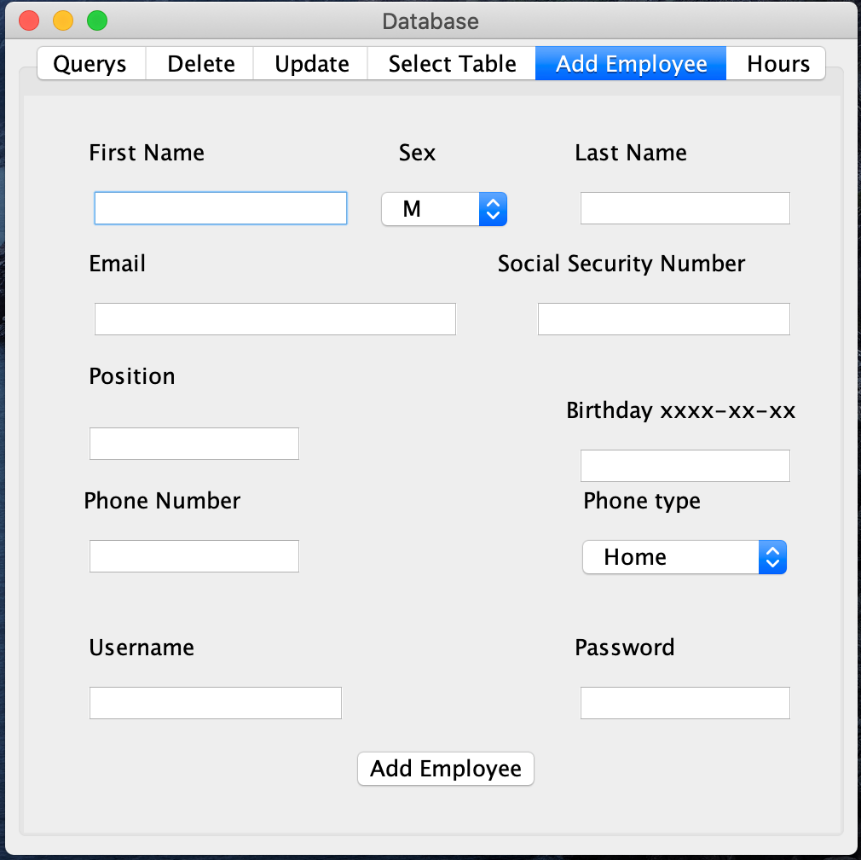 Database
Querys Delete Update Select Table Add Employee Hours
First Name Sex Last Name
M
Email Social Security Number
Position
Birthday xxxx-xx-xx
Phone Number Phone type
Home
Username Password
Add Employee